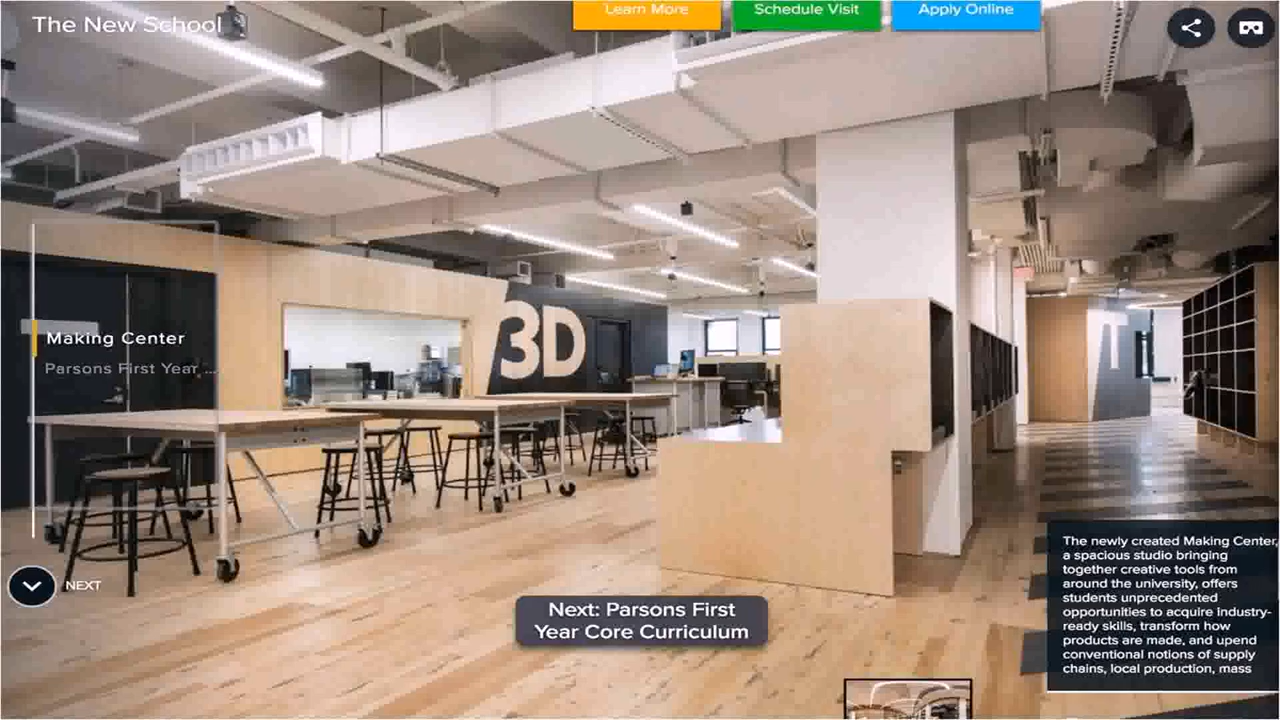 The New School
Learn More
Schedule Visit
Apply Online
3D
T
Making Center
Parsons First Year ...
NEXT
Next: Parsons First
Year Core Curriculum
The newly created Making Center,
a spacious studio bringing
together creative tools from
around the university, offers
students unprecedented
opportunities to acquire industry-
ready skills, transform how
products are made, and upend
conventional notions of supply
chains, local production, mass